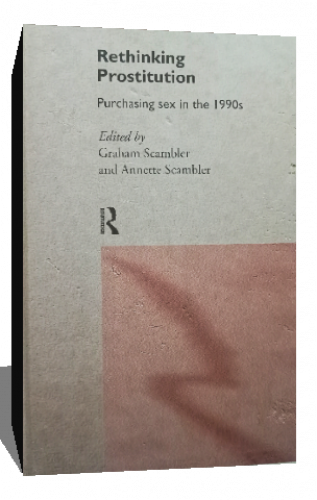 Rethinking
Prostitution
Purchasing sex in the 1990s
Edited by
Graham Scambler
and Annette Scambler
R